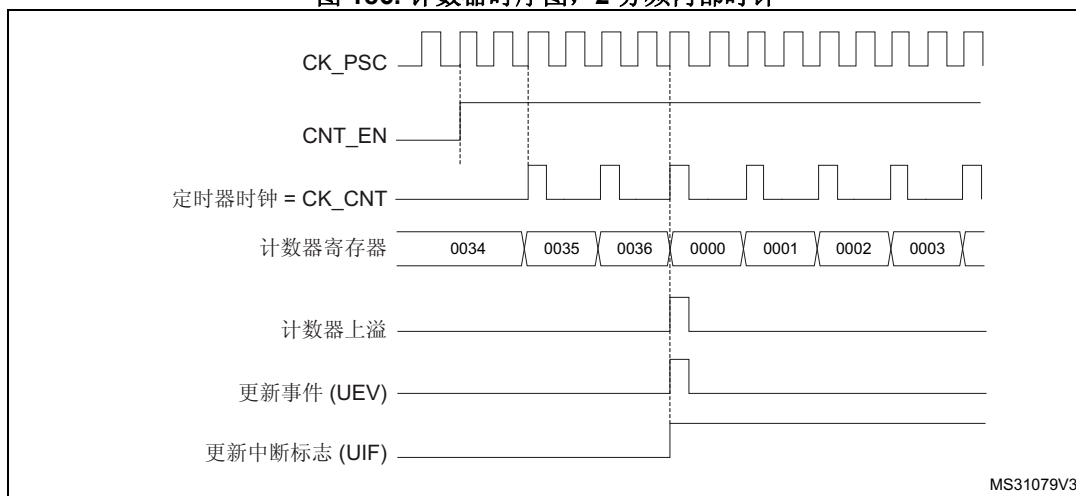 CK_PSC
CNT_EN
定时器时钟 = CK_CNT
计数器寄存器 0034 0035 0036 0000 0001 0002 0003
计数器上溢
更新事件 (UEV)
更新中断标志 (UIF)
MS31079V3